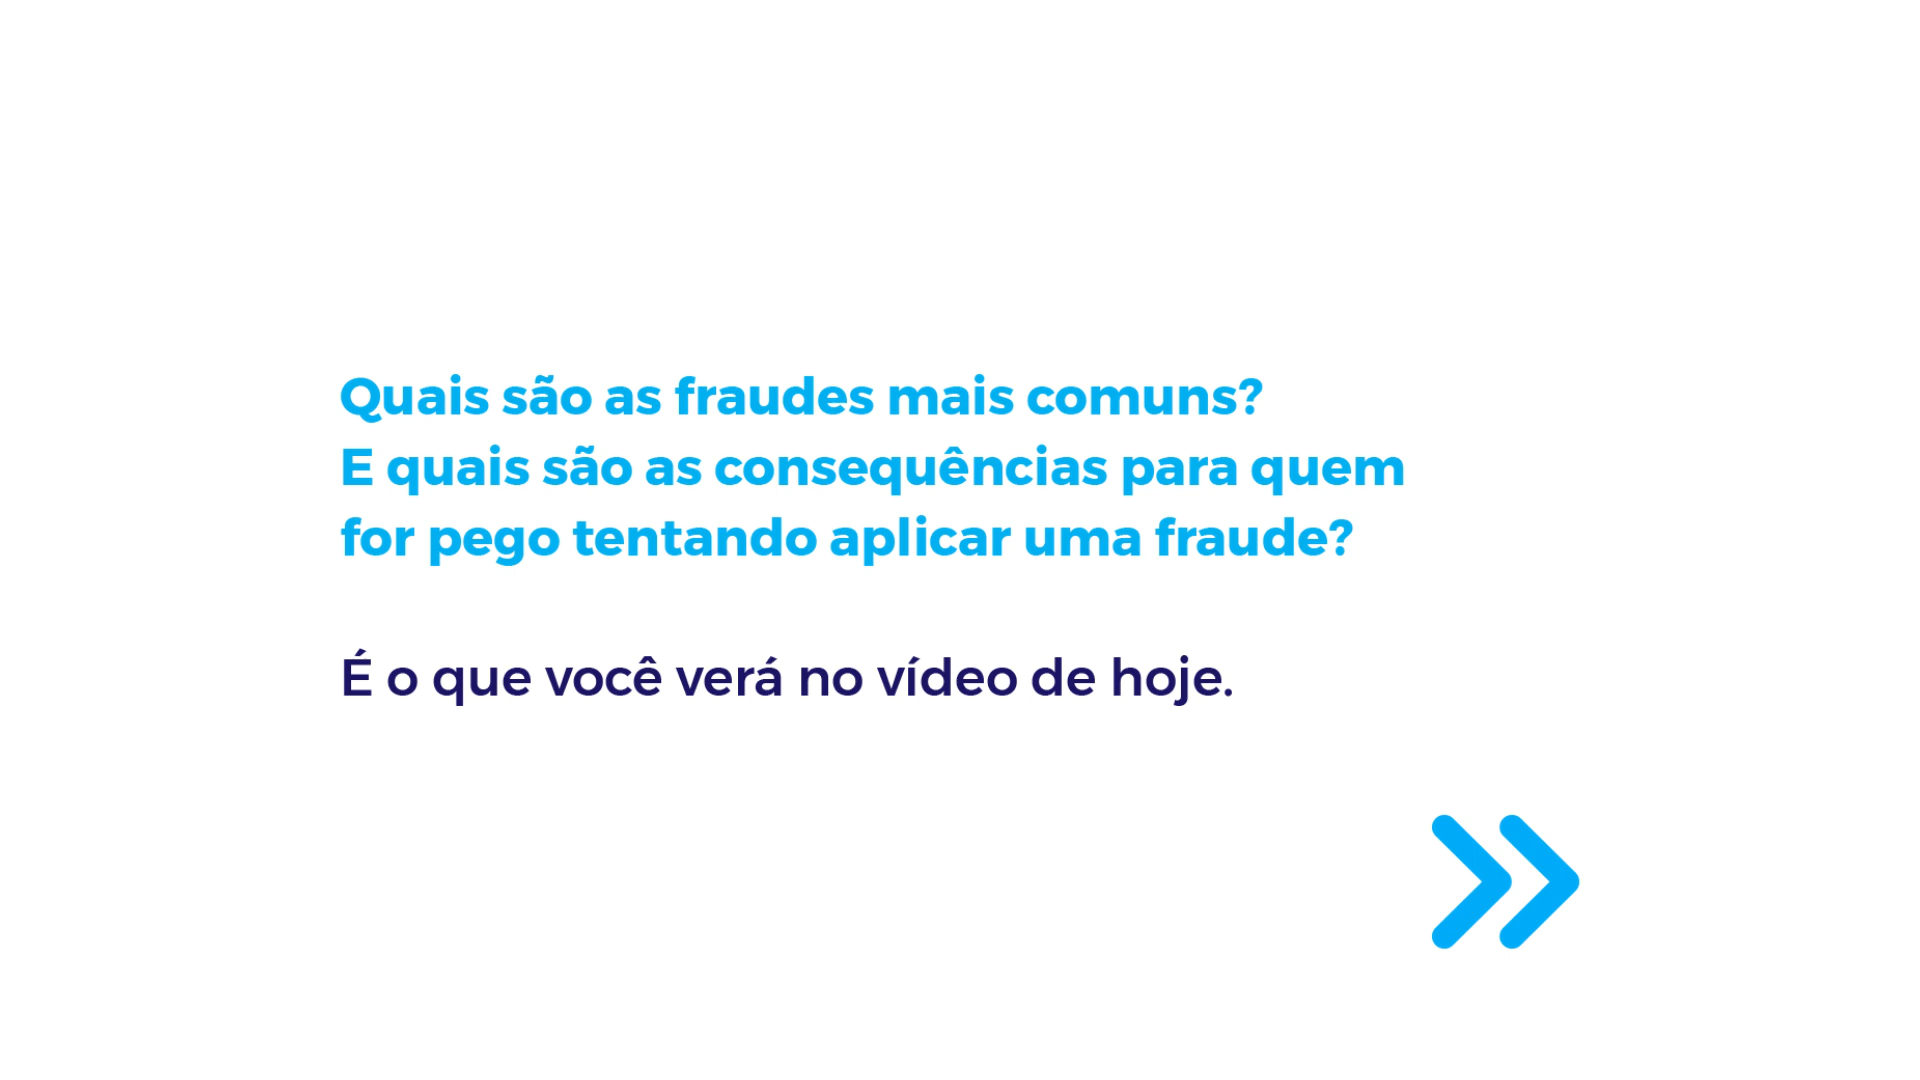 Quais são as fraudes mais comuns?
E quais são as consequências para quem
for pego tentando aplicar uma fraude?
É o que você verá no vídeo de hoje.